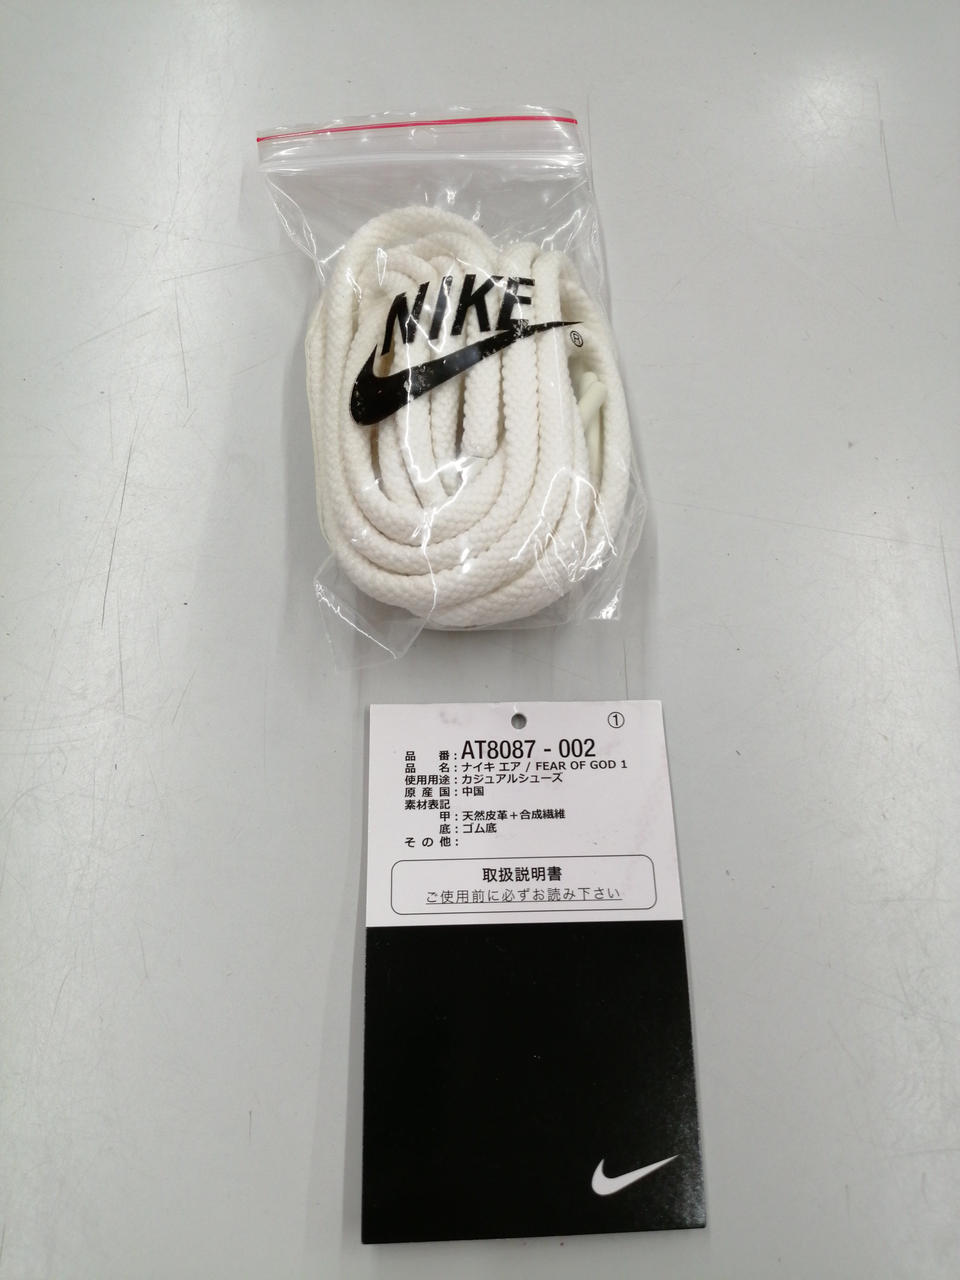 NIKE
®
①
品 番：AT8087 - 002
品 名：ナイキ エア / FEAR OF GOD 1
使用用途：カジュアルシューズ
原 産 国：中国
素材表記
甲：天然皮革＋合成繊維
底：ゴム底
そ の 他：
取扱説明書
ご使用前に必ずお読み下さい